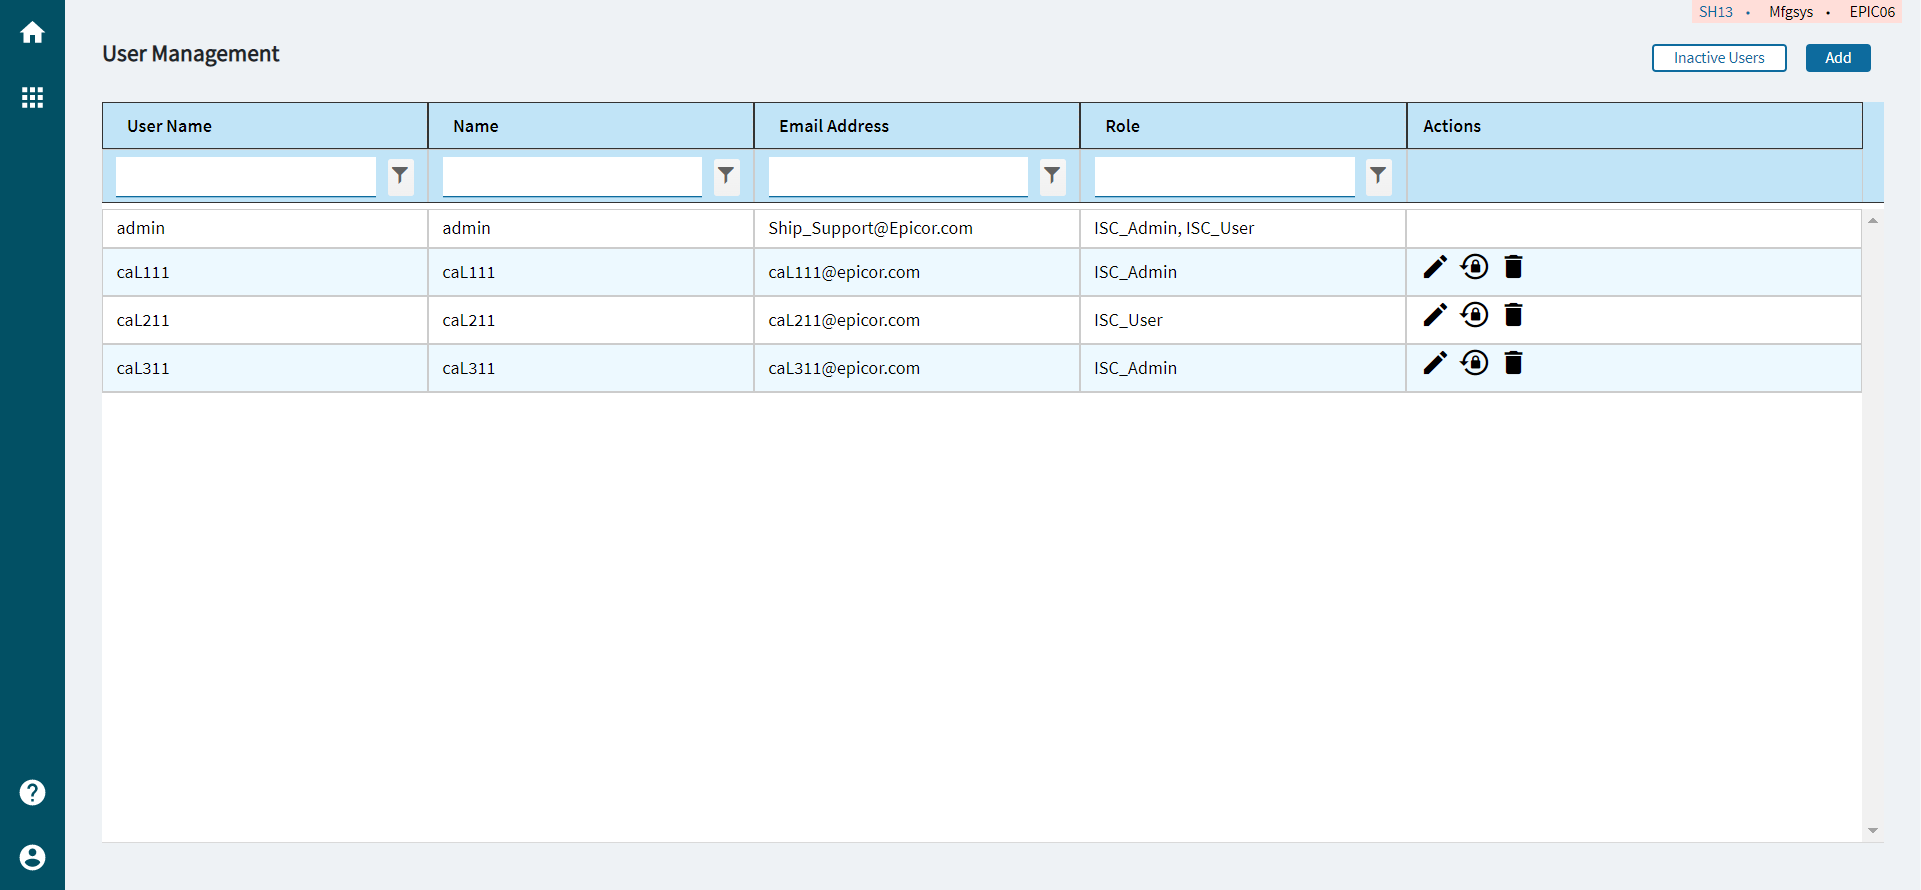 SH13 • Mfgsys • EPIC06
User Management
Inactive Users Add
User Name Name Email Address Role Actions
admin admin Ship_Support@Epicor.com ISC_Admin, ISC_User
caL111 caL111 caL111@epicor.com ISC_Admin
caL211 caL211 caL211@epicor.com ISC_User
caL311 caL311 caL311@epicor.com ISC_Admin